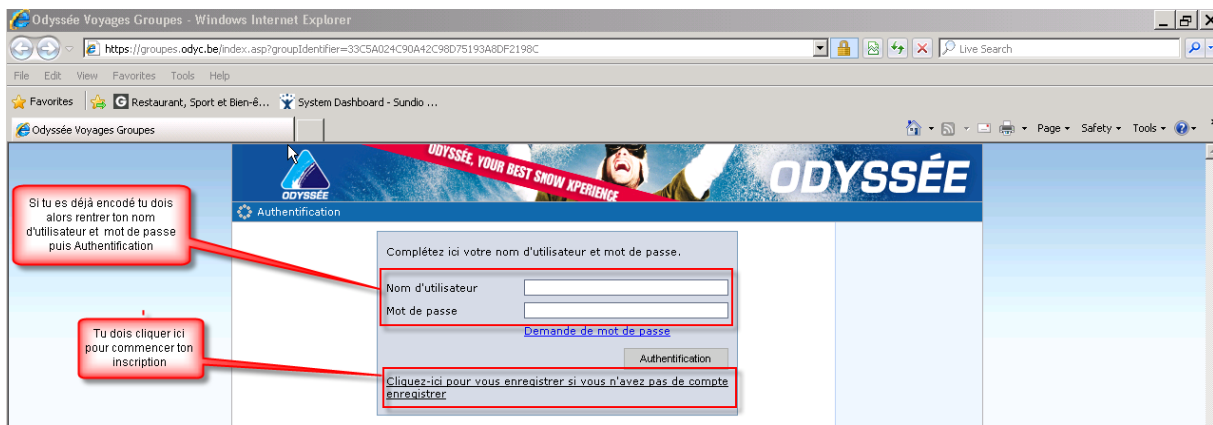 Odyssée Voyages Groupes - Windows Internet Explorer
https://groupes.odyc.be/index.asp?groupIdentifier=33C5A024C90A42C98D75193A8DF2198C
Live Search
File Edit View Favorites Tools Help
Favorites
Restaurant, Sport et Bien-ê...
System Dashboard - Sundio ...
Odyssée Voyages Groupes
Page Safety Tools
ODYSSÉE
ODYSSÉE, YOUR BEST SNOW XPERIENCE
ODYSSÉE
Authentification
Si tu es déjà encodé tu dois
alors rentrer ton nom
d'utilisateur et mot de passe
puis Authentification
Complétez ici votre nom d'utilisateur et mot de passe.
Nom d'utilisateur
Mot de passe
Demande de mot de passe
Authentification
Tu dois cliquer ici
pour commencer ton
inscription
Cliquez-ici pour vous enregistrer si vous n'avez pas de compte
enregistrer